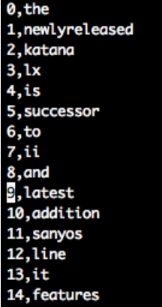 0,the
1,newlyreleased
2,katana
3,lx
4,is
5,successor
6,to
7,ii
8,and
9,latest
10,addition
11,sanyos
12,line
13,it
14,features